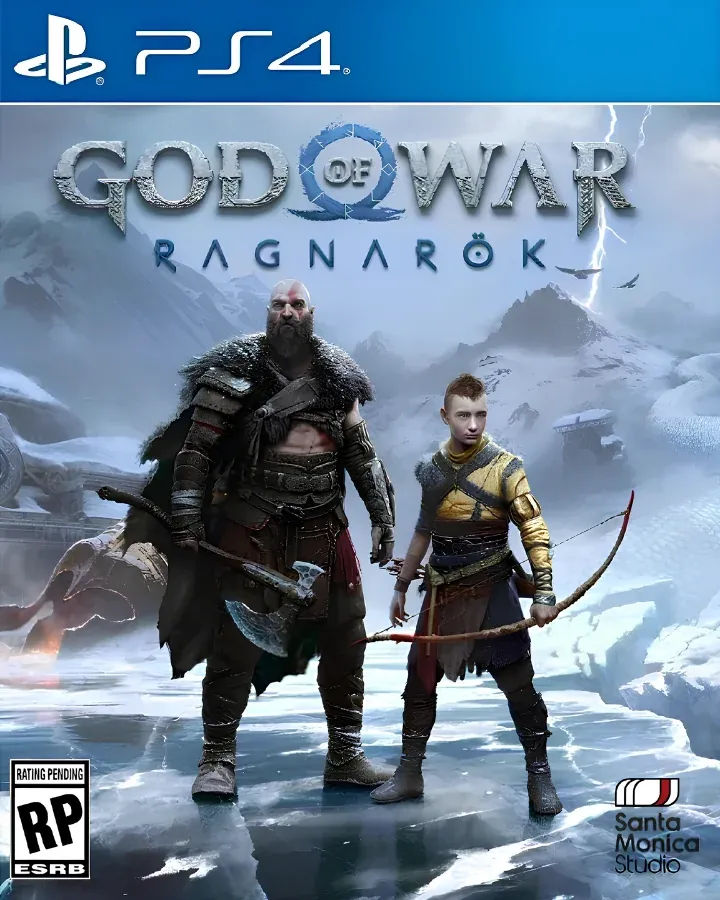 PS4
GOD OF WAR
RAGNARÖK
RATING PENDING
RP
ESRB
Santa
Monica
Studio